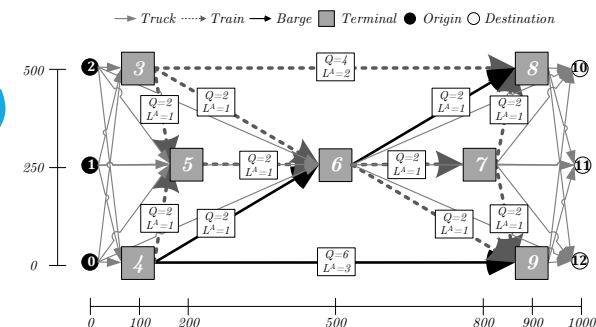 Truck Train Barge Terminal Origin Destination
500
250
0
2
3
8
10
Q=4
L^A=2
Q=2
L^A=1
Q=2
L^A=1
Q=2
L^A=1
Q=2
L^A=1
1
5
Q=2
L^A=1
6
Q=2
L^A=1
7
11
Q=2
L^A=1
Q=2
L^A=1
Q=2
L^A=1
Q=2
L^A=1
0
4
Q=6
L^A=3
9
12
0 100 200 500 800 900 1000